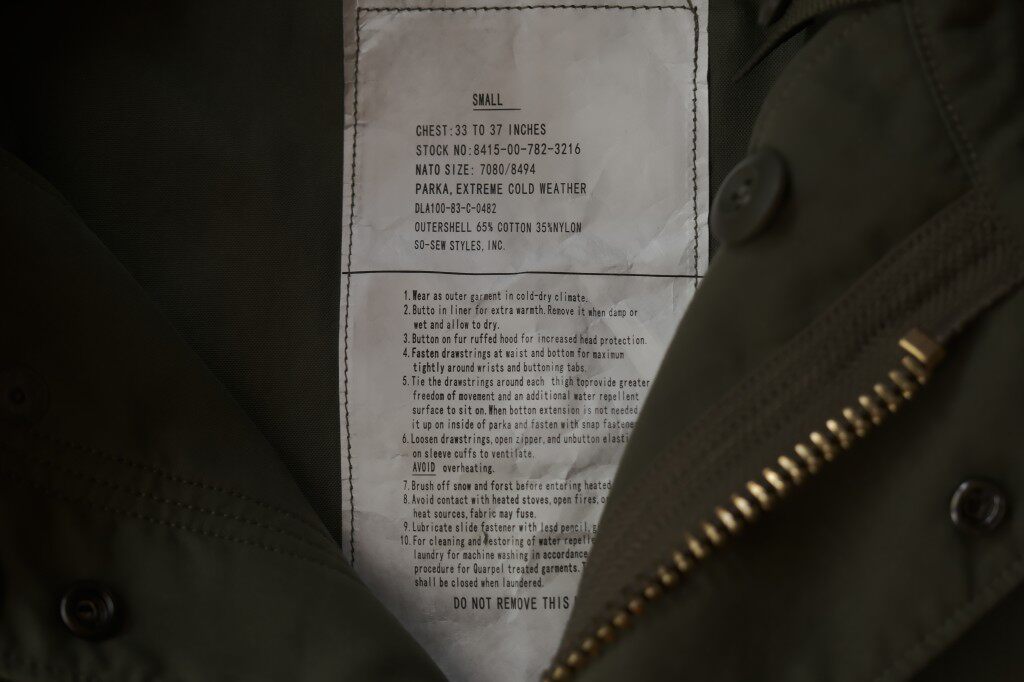 SMALL
CHEST:33 TO 37 INCHES
STOCK NO:8415-00-782-3216
NATO SIZE: 7080/8494
PARKA, EXTREME COLD WEATHER
DLA100-83-C-0482
OUTERSHELL 65% COTTON 35%NYLON
SO-SEW STYLES, INC.
1. Wear as outer garment in cold-dry climate.
2. Butto in liner for extra warmth. Remove it when damp or
wet and allow to dry.
3. Button on fur ruffed hood for increased head protection.
4. Fasten drawstrings at waist and bottom for maximum
tightly around wrists and buttoning tabs.
5. Tie the drawstrings around each thigh toprovide greater
freedom of movement and an additional water repellent
surface to sit on. When botton extension is not needed
it up on inside of parka and fasten with snap fastene
6. Loosen drawstrings, open zipper, and unbutton elasti
on sleeve cuffs to ventilate.
AVOID overheating.
7. Brush off snow and forst before entoring heated
8. Avoid contact with heated stoves, open fires, o
heat sources, fabric may fuse.
9. Lubricate slide fastener with lesd pencil,
10. For cleaning and restoring of water repelle
laundry for machine washing in accordance
procedure for Quarpel treated garments.
shall be closed when laundered.
DO NOT REMOVE THIS